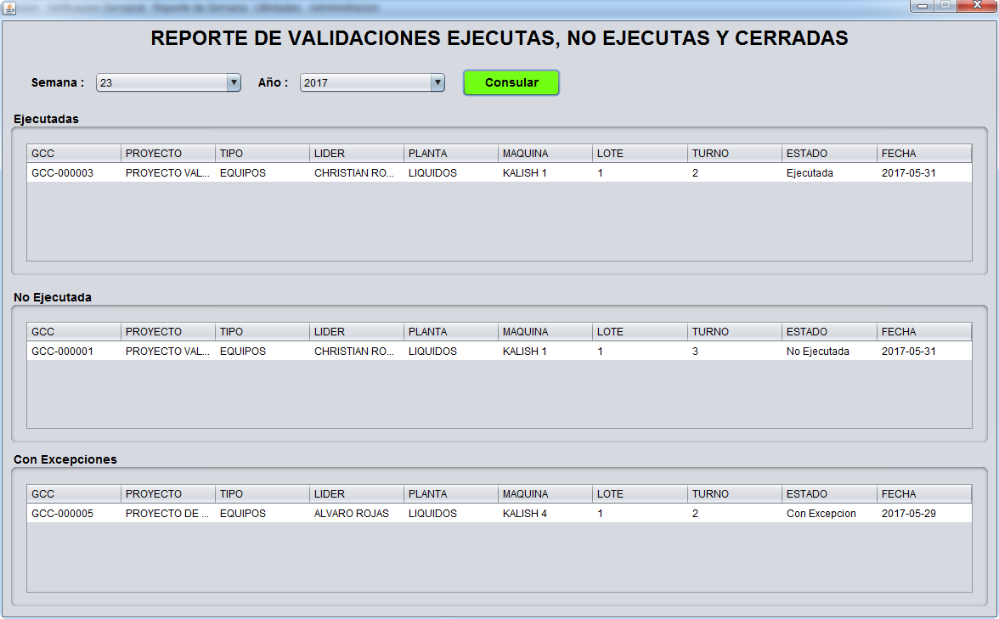 REPORTE DE VALIDACIONES EJECUTAS, NO EJECUTAS Y CERRADAS
Semana : 23 Año : 2017 Consular
Ejecutadas
GCC PROYECTO TIPO LIDER PLANTA MAQUINA LOTE TURNO ESTADO FECHA
GCC-000003 PROYECTO VAL... EQUIPOS CHRISTIAN RO... LIQUIDOS KALISH 1 1 2 Ejecutada 2017-05-31
No Ejecutada
GCC PROYECTO TIPO LIDER PLANTA MAQUINA LOTE TURNO ESTADO FECHA
GCC-000001 PROYECTO VAL... EQUIPOS CHRISTIAN RO... LIQUIDOS KALISH 1 1 3 No Ejecutada 2017-05-31
Con Excepciones
GCC PROYECTO TIPO LIDER PLANTA MAQUINA LOTE TURNO ESTADO FECHA
GCC-000005 PROYECTO DE ... EQUIPOS ALVARO ROJAS LIQUIDOS KALISH 4 1 2 Con Excepcion 2017-05-29